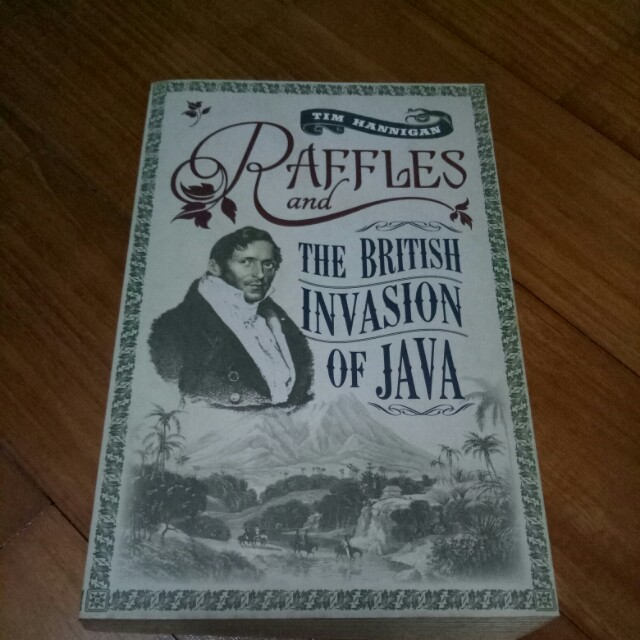 TIM HANNIGAN
RAFFLES
and
THE BRITISH
INVASION
OF JAVA